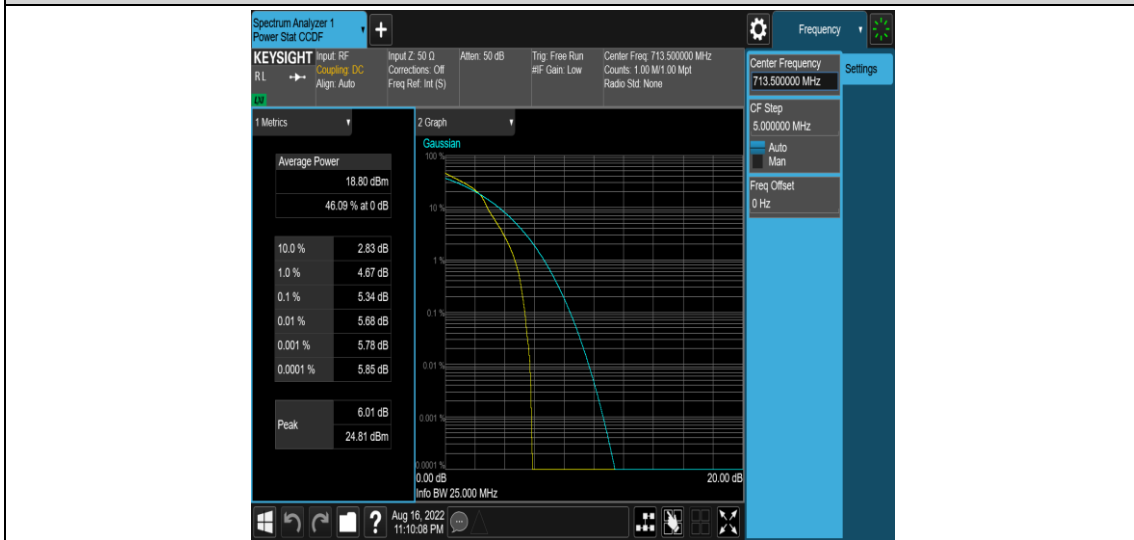 Spectrum Analyzer 1
Power Stat CCDF
+
Frequency
KEYSIGHT
RL
Input: RF
Coupling: DC
Align: Auto
Input Z: 50 Ω
Corrections: Off
Freq Ref: Int (S)
Atten: 50 dB
Trig: Free Run
#IF Gain: Low
Center Freq: 713.500000 MHz
Counts: 1.00 M/1.00 Mpt
Radio Std: None
Center Frequency
713.500000 MHz
Settings
CF Step
5.000000 MHz
Auto
Man
Freq Offset
0 Hz
1 Metrics
Average Power
18.80 dBm
46.09 % at 0 dB
10.0 % 2.83 dB
1.0 % 4.67 dB
0.1 % 5.34 dB
0.01 % 5.68 dB
0.001 % 5.78 dB
0.0001 % 5.85 dB
Peak
6.01 dB
24.81 dBm
2 Graph
Gaussian
100 %
10 %
1 %
0.1 %
0.01 %
0.001 %
0.0001 %
0.00 dB
20.00 dB
Info BW 25.000 MHz
?
Aug 16, 2022
11:10:08 PM